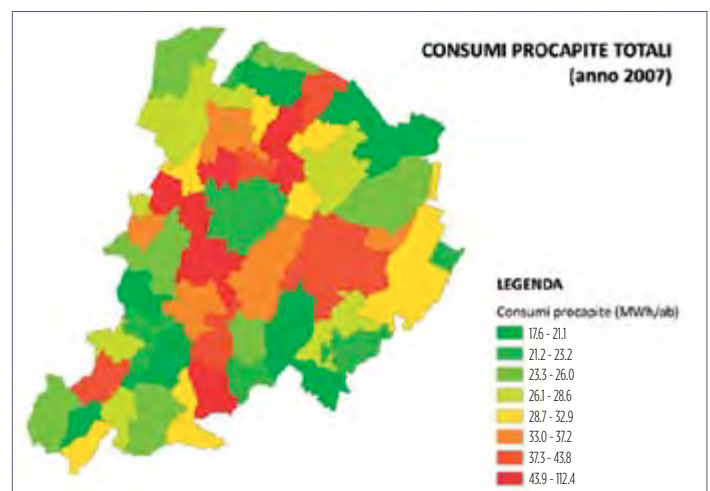 CONSUMI PROCAPITE TOTALI
(anno 2007)
LEGENDA
Consumi procapite (MWh/ab)
17.6 - 21.1
21.2 - 23.2
23.3 - 26.0
26.1 - 28.6
28.7 - 32.9
33.0 - 37.2
37.3 - 43.8
43.9 - 112.4